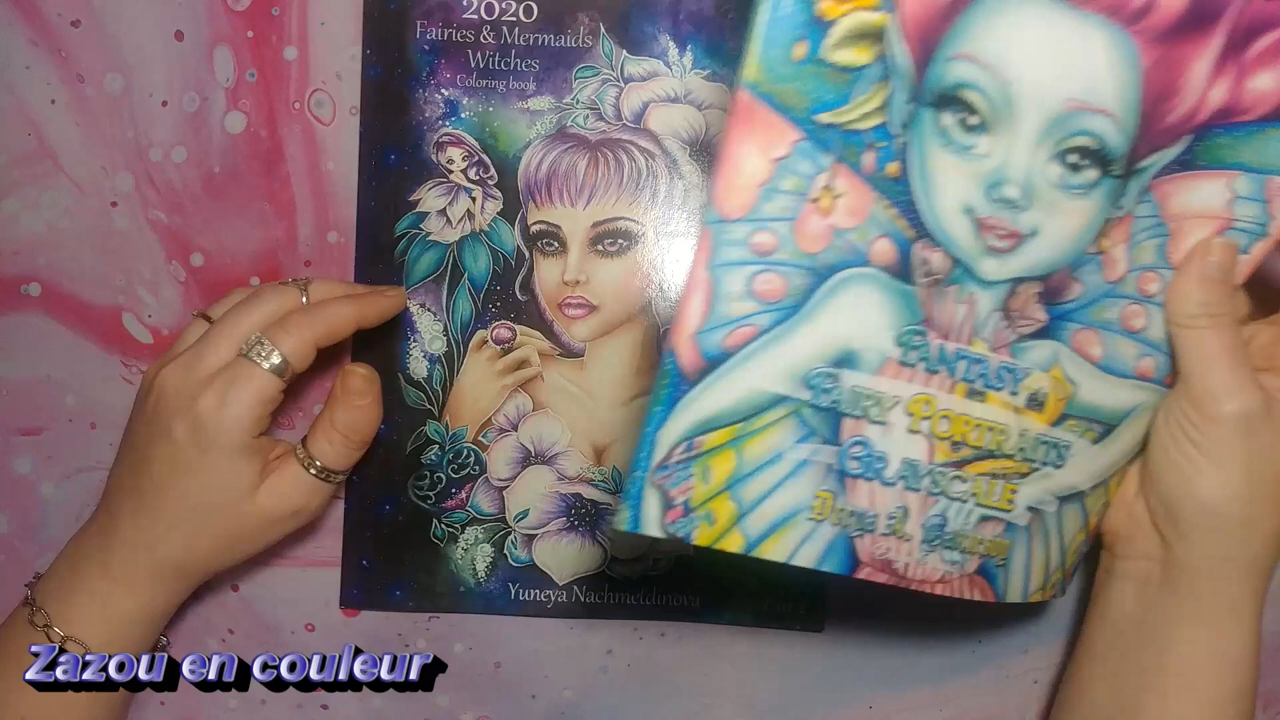 2020
Fairies & Mermaids
Witches
Coloring book
Yuneya Nachmetdinova
FANTASY
FAIRY PORTRAITS
GRAYSCALE
Zazou en couleur